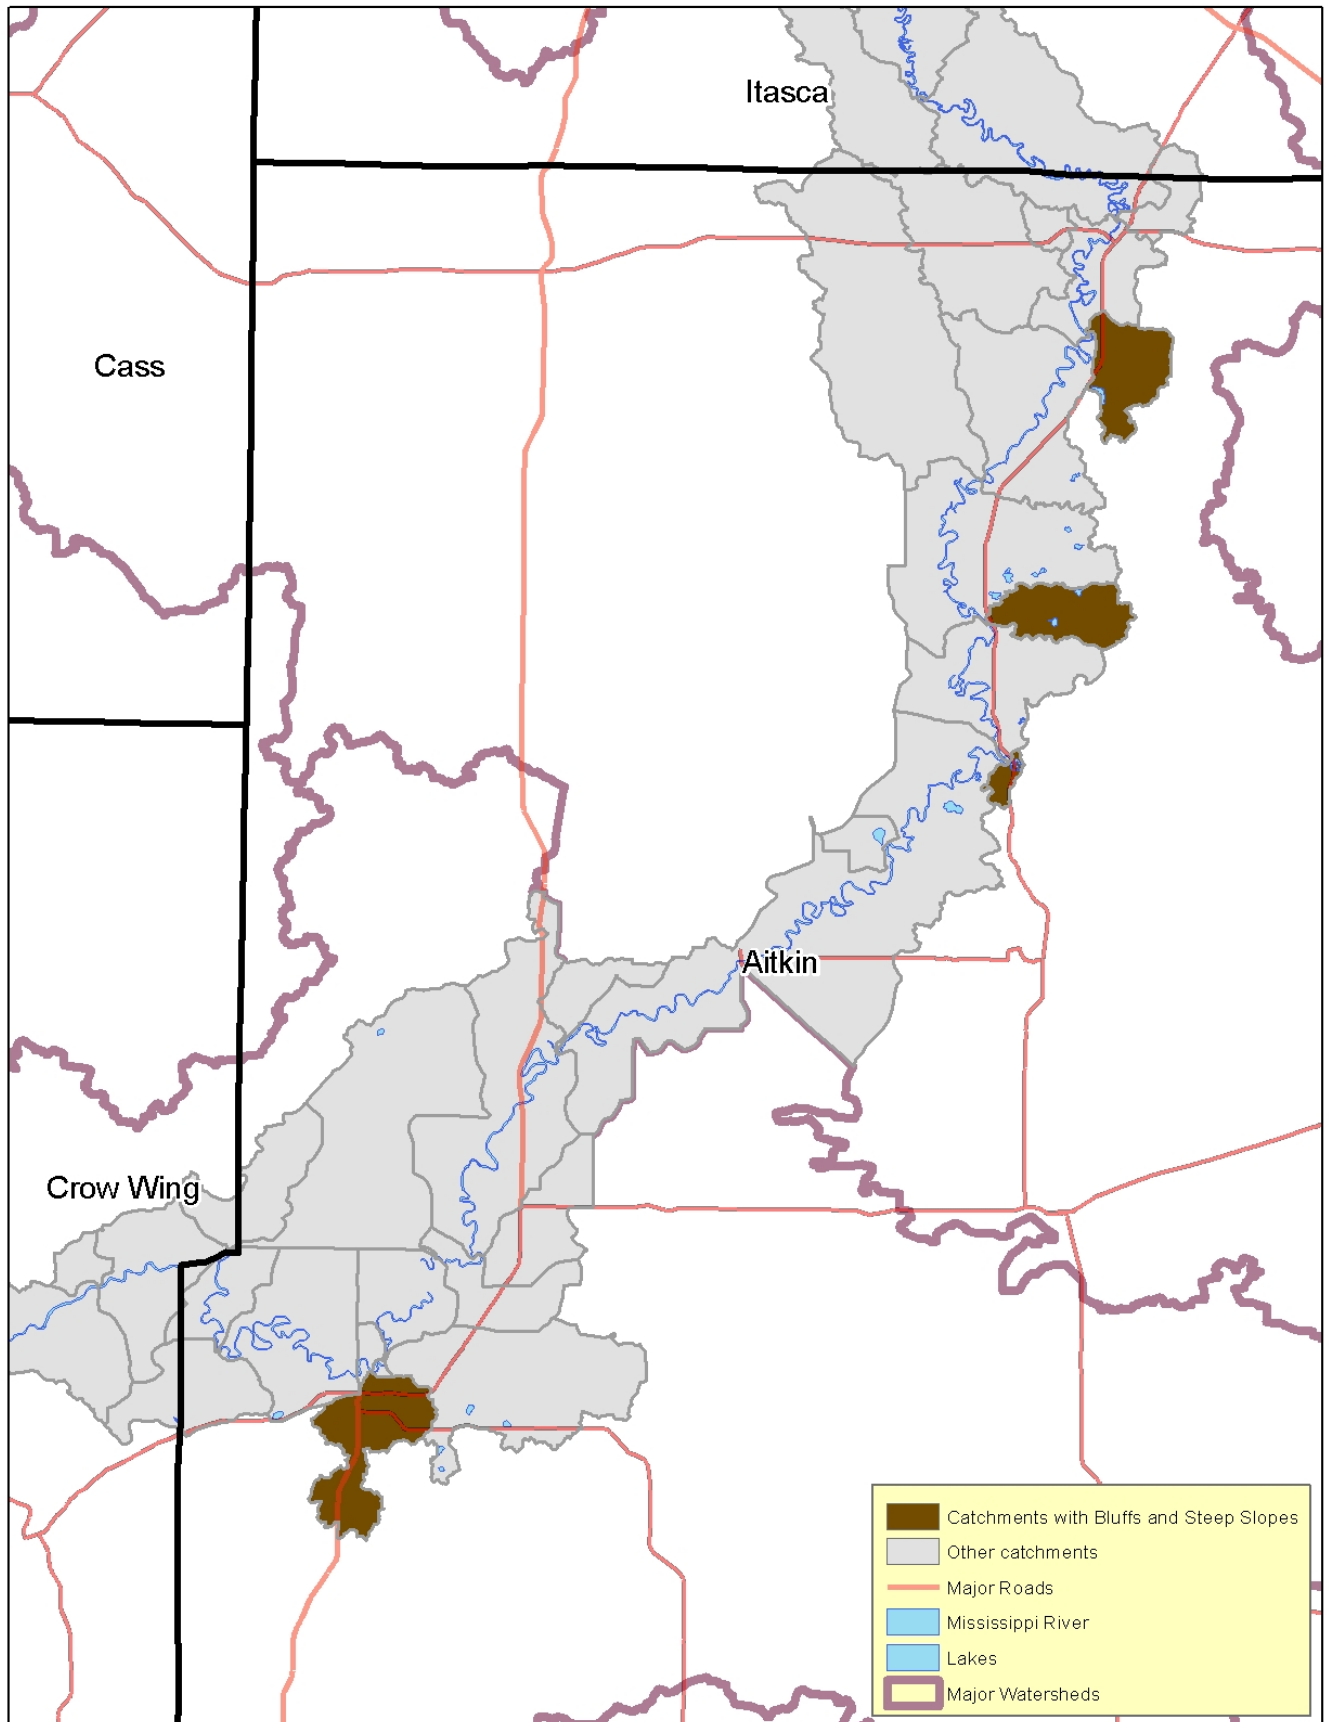 Itasca
Cass
Aitkin
Crow Wing
Catchments with Bluffs and Steep Slopes
Other catchments
Major Roads
Mississippi River
Lakes
Major Watersheds